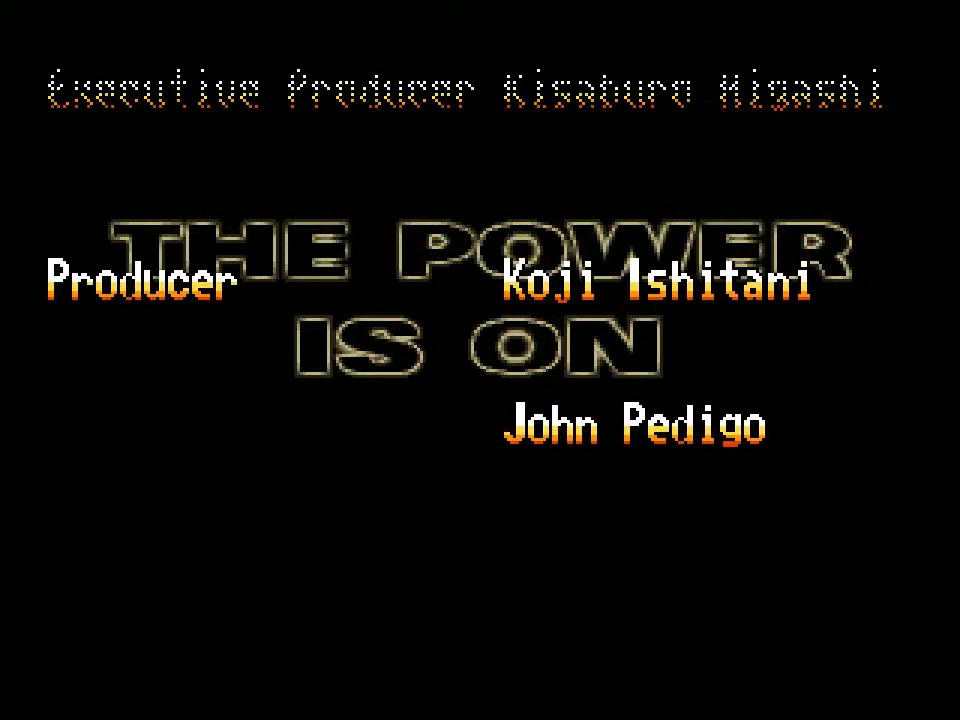 Executive Producer Kisaburo Higashi
THE POWER
Producer Koji Ishitani
IS ON
John Pedigo